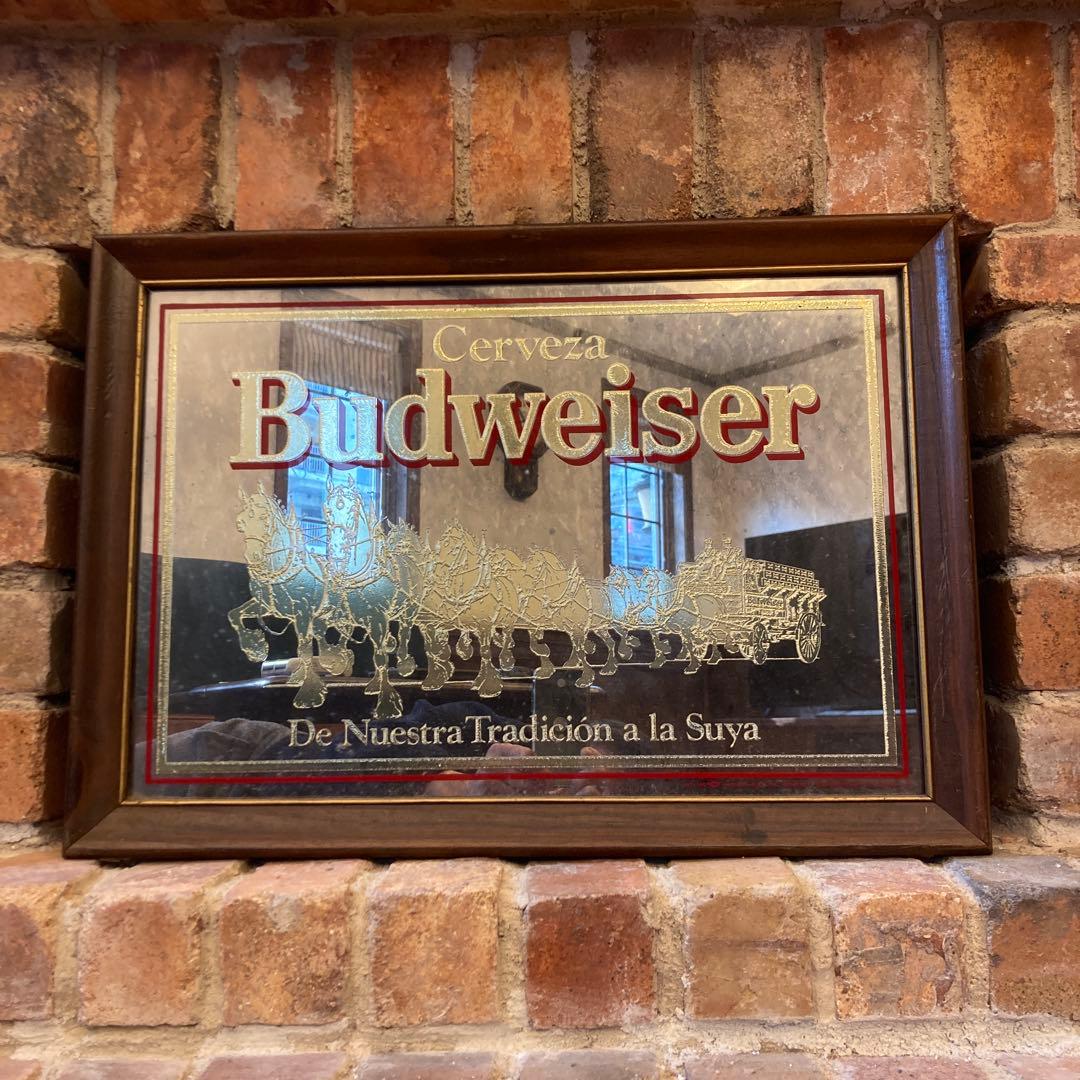 Cerveza
Budweiser
De Nuestra Tradición a la Suya